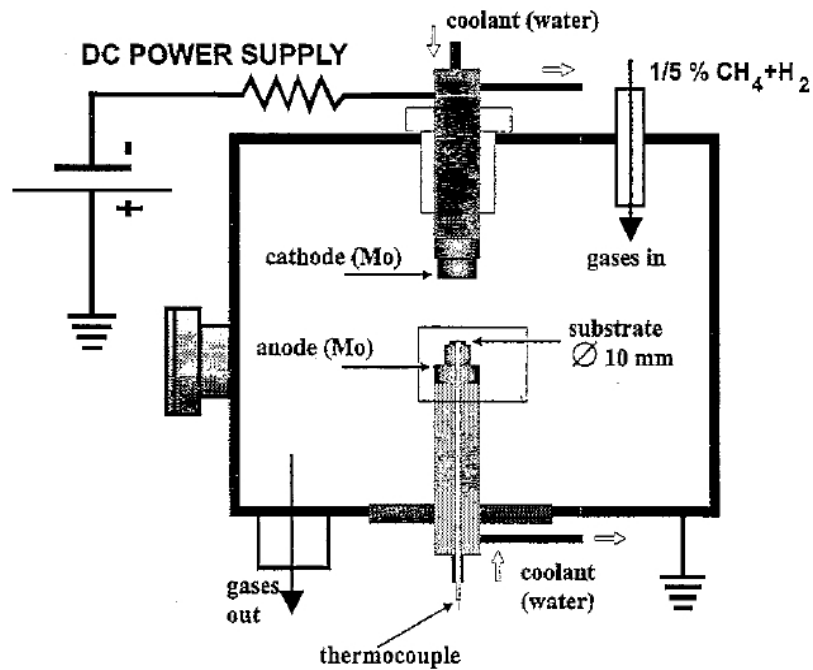 coolant (water)
DC POWER SUPPLY
1/5 % CH₄+H₂
-
+
cathode (Mo)
gases in
substrate
Ø 10 mm
anode (Mo)
gases
out
coolant
(water)
thermocouple